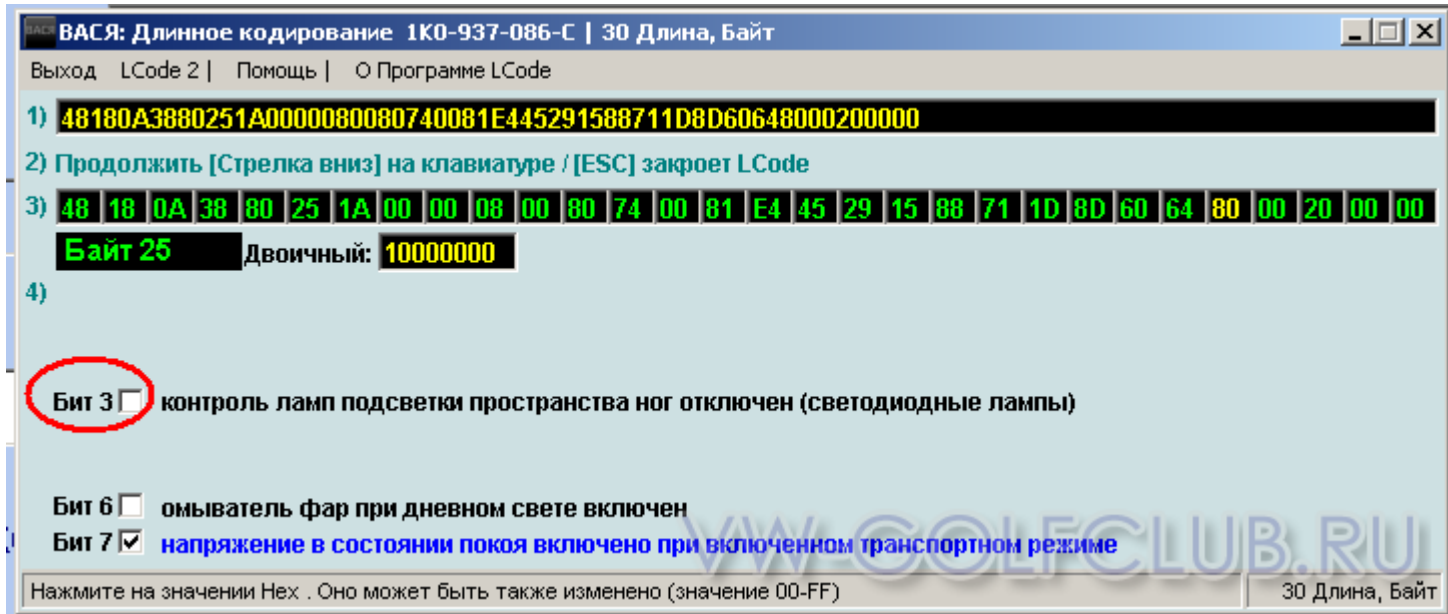 ВАСЯ: Длинное кодирование 1K0-937-086-C | 30 Длина, Байт
Выход LCode 2 | Помощь | О Программе LCode
1) 48180A3880251A0000080080740081E445291588711D8D60648000200000
2) Продолжить [Стрелка вниз] на клавиатуре / [ESC] закроет LCode
3) 48 18 0A 38 80 25 1A 00 00 08 00 80 74 00 81 E4 45 29 15 88 71 1D 8D 60 64 80 00 20 00 00
Байт 25 Двоичный: 10000000
4)
Бит 3 контроль ламп подсветки пространства ног отключен (светодиодные лампы)
Бит 6 омыватель фар при дневном свете включен
Бит 7 напряжение в состоянии покоя включено при включенном транспортном режиме
VW-GOLFCLUB.RU
Нажмите на значении Hex . Оно может быть также изменено (значение 00-FF) 30 Длина, Байт